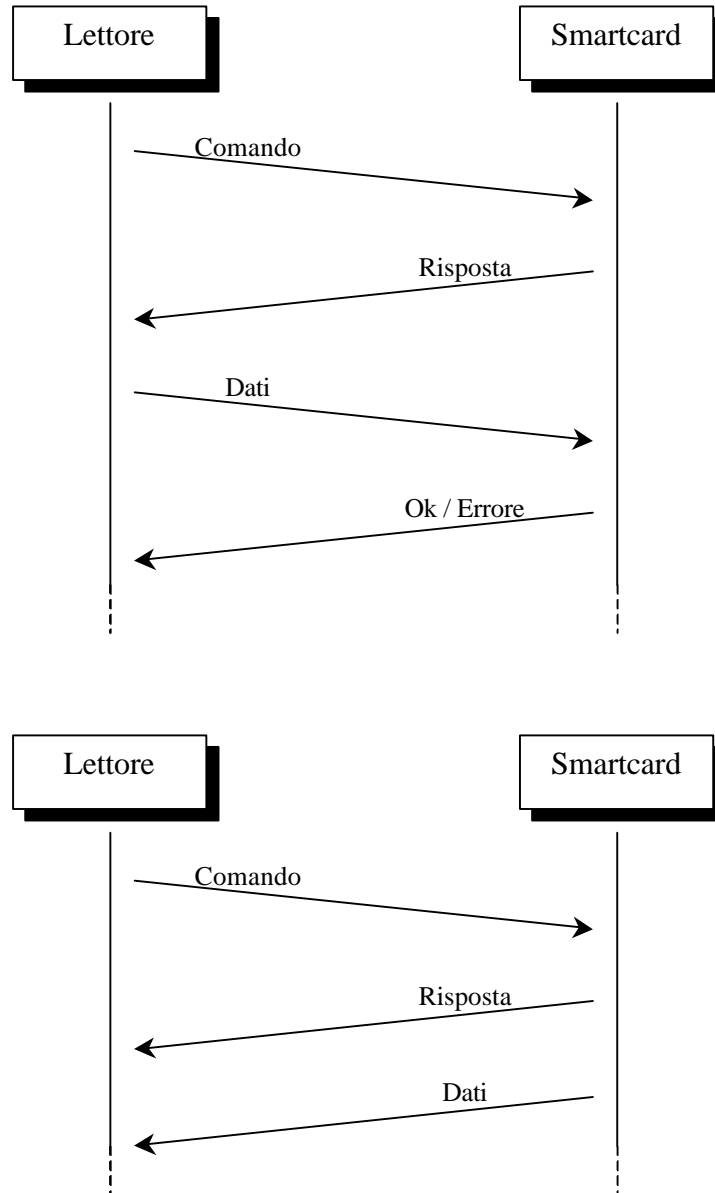 Lettore Smartcard
Comando
Risposta
Dati
Ok / Errore
Lettore Smartcard
Comando
Risposta
Dati